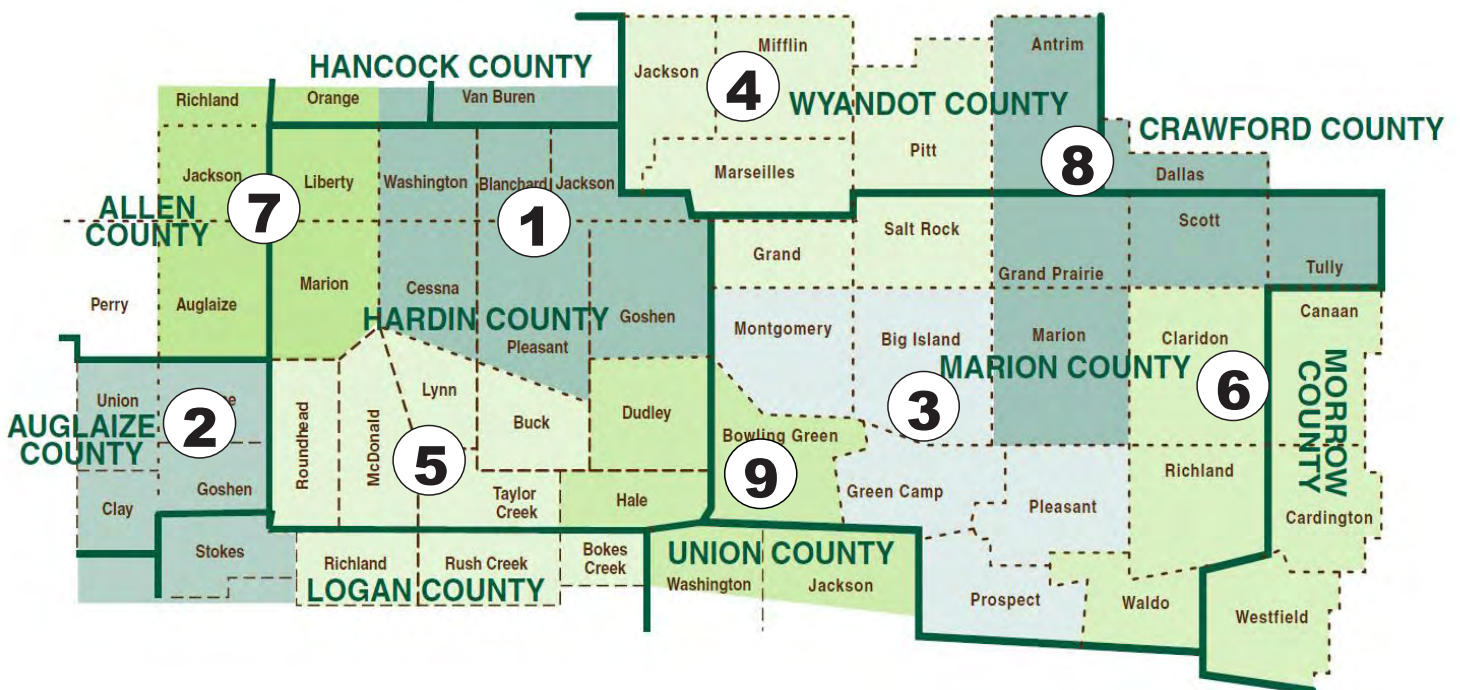 Mifflin
Antrim
Jackson
HANCOCK COUNTY
4
Richland
Orange
Van Buren
WYANDOT COUNTY
CRAWFORD COUNTY
Pitt
8
Marseilles
Dallas
Jackson
Liberty
Washington
Blanchard
Jackson
7
1
ALLEN
COUNTY
Scott
Salt Rock
Grand
Tully
Grand Prairie
Marion
Cessna
Perry
Auglaize
Canaan
HARDIN COUNTY
Goshen
Montgomery
Big Island
Marion
Claridon
Pleasant
MARION COUNTY
MORROW
COUNTY
6
Lynn
Union
2
3
Dudley
Buck
AUGLAIZE
COUNTY
Roundhead
McDonald
5
Bowling Green
9
Richland
Goshen
Green Camp
Taylor
Creek
Hale
Pleasant
Clay
Cardington
Stokes
Richland
Rush Creek
Bokes
Creek
UNION COUNTY
LOGAN COUNTY
Washington
Jackson
Prospect
Waldo
Westfield